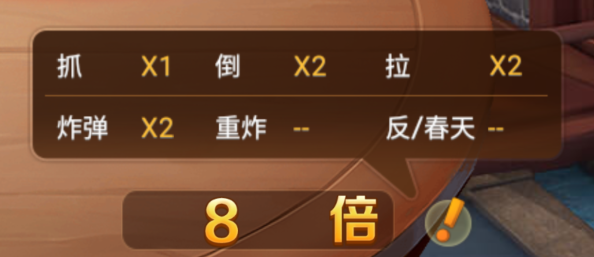 抓 X1 倒 X2 拉 X2
炸弹 X2 重炸 -- 反/春天 --
8 倍 !